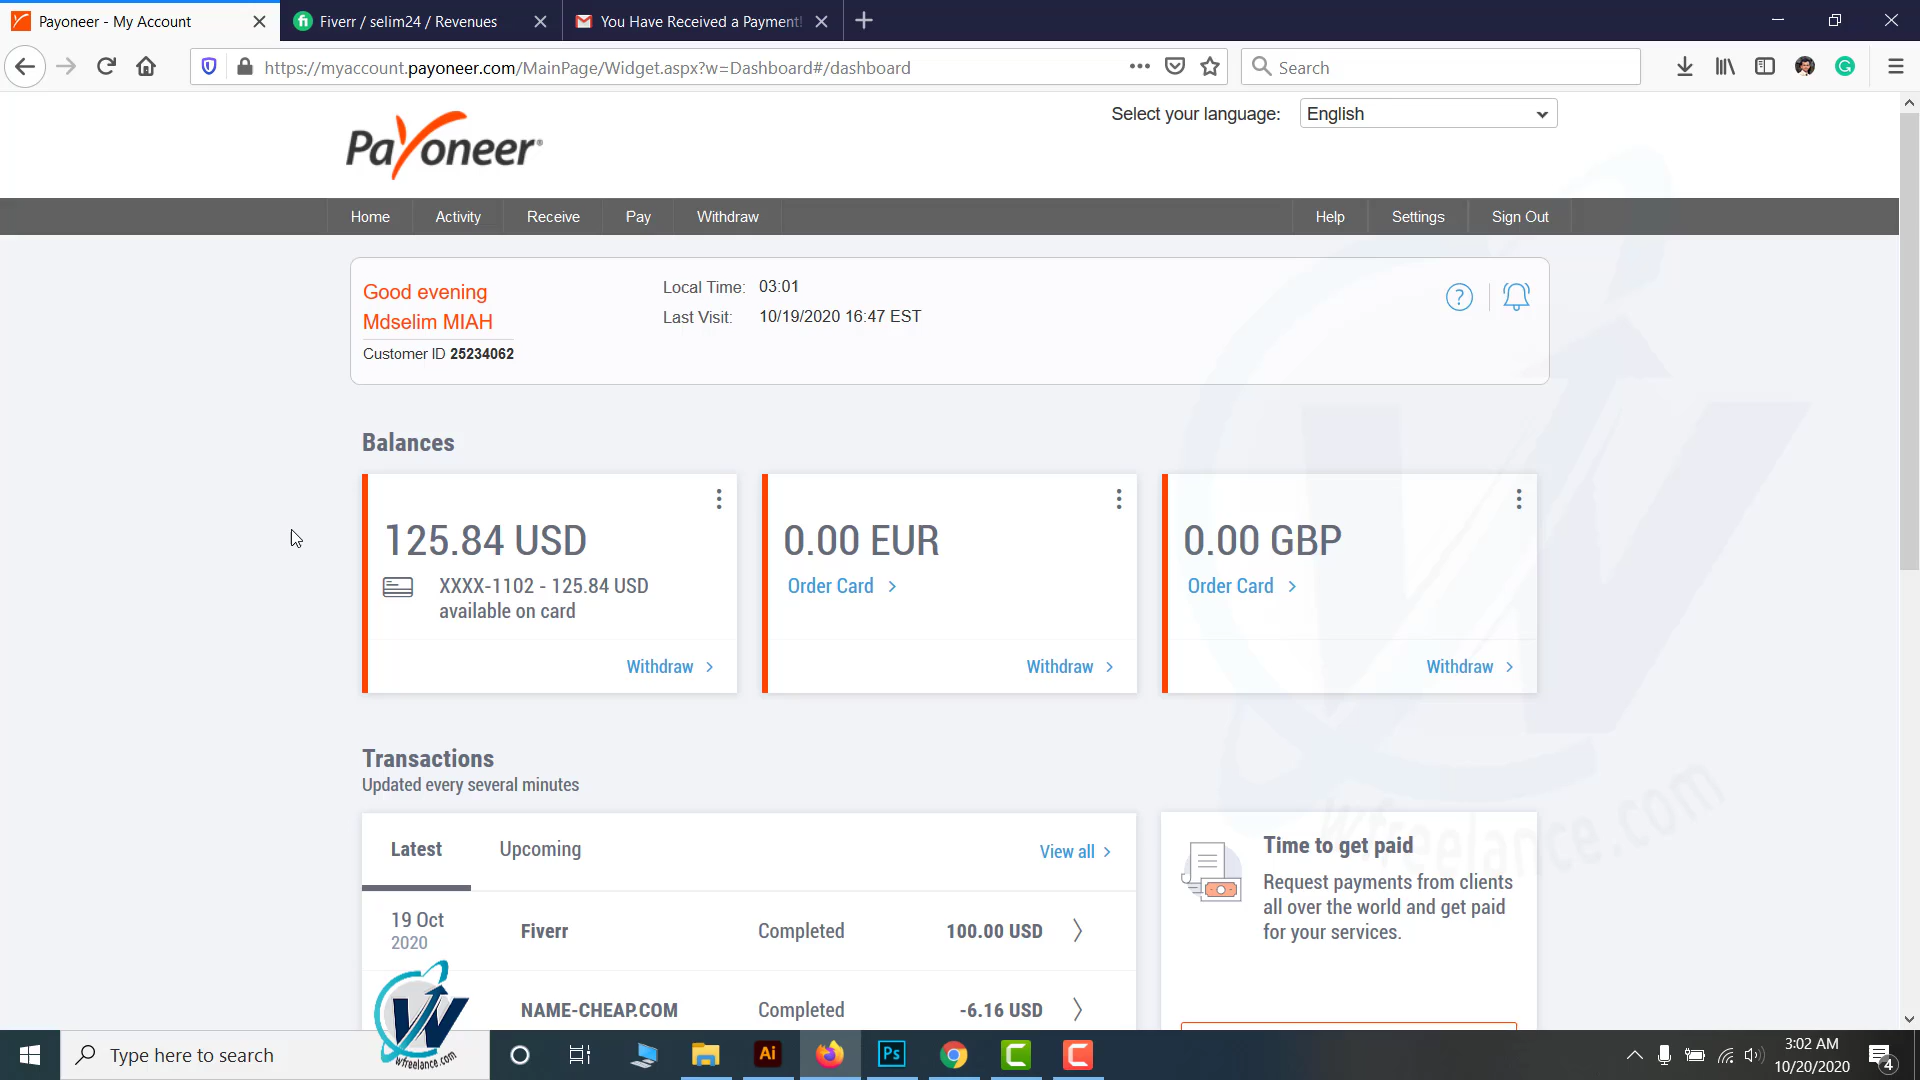 Payoneer - My Account
Fiverr / selim24 / Revenues
You Have Received a Payment!
https://myaccount.payoneer.com/MainPage/Widget.aspx?w=Dashboard#/dashboard
Search
Payoneer
Select your language:
English
Home
Activity
Receive
Pay
Withdraw
Help
Settings
Sign Out
Good evening
Mdselim MIAH
Customer ID 25234062
Local Time: 03:01
Last Visit: 10/19/2020 16:47 EST
Balances
125.84 USD
XXXX-1102 - 125.84 USD
available on card
Withdraw
0.00 EUR
Order Card
Withdraw
0.00 GBP
Order Card
Withdraw
Transactions
Updated every several minutes
Latest
Upcoming
View all
19 Oct
2020
Fiverr
Completed
100.00 USD
NAME-CHEAP.COM
Completed
-6.16 USD
Time to get paid
Request payments from clients
all over the world and get paid
for your services.
wfreelance.com
W
wfreelance.com
Type here to search
Ai
Ps
3:02 AM
10/20/2020
4